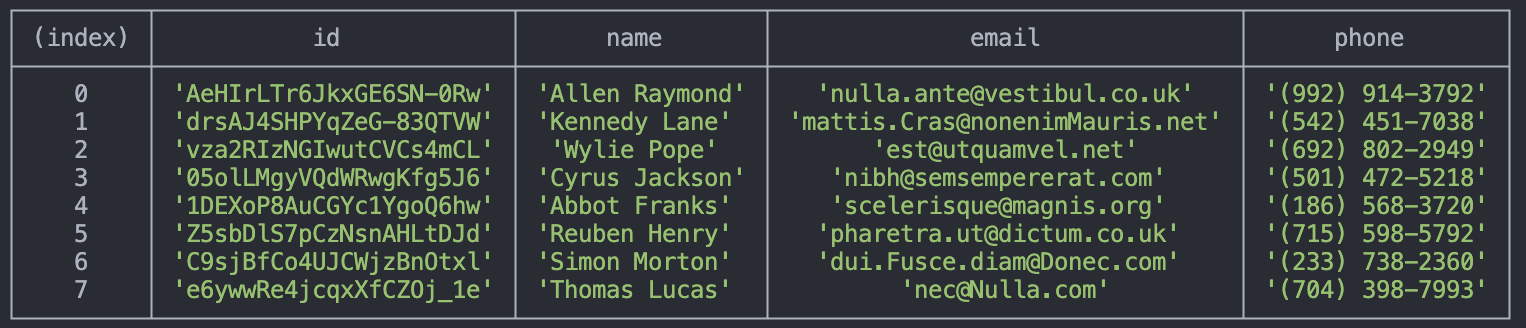 (index) id name email phone
0 'AeHIrLTr6JkxGE6SN-0Rw' 'Allen Raymond' 'nulla.ante@vestibul.co.uk' '(992) 914-3792'
1 'drsAJ4SHPYqZeG-83QTVW' 'Kennedy Lane' 'mattis.Cras@nonenimMauris.net' '(542) 451-7038'
2 'vza2RIzNGIwutCVCs4mCL' 'Wylie Pope' 'est@utquamvel.net' '(692) 802-2949'
3 '05olLMgyVQdWRwgKfg5J6' 'Cyrus Jackson' 'nibh@semsempererat.com' '(501) 472-5218'
4 '1DEXoP8AuCGYc1YgoQ6hw' 'Abbot Franks' 'scelerisque@magnis.org' '(186) 568-3720'
5 'Z5sbDlS7pCzNsnAHLtDJd' 'Reuben Henry' 'pharetra.ut@dictum.co.uk' '(715) 598-5792'
6 'C9sjBfCo4UJCWjzBnOtxl' 'Simon Morton' 'dui.Fusce.diam@Donec.com' '(233) 738-2360'
7 'e6ywwRe4jcqxXfCZOj_1e' 'Thomas Lucas' 'nec@Nulla.com' '(704) 398-7993'